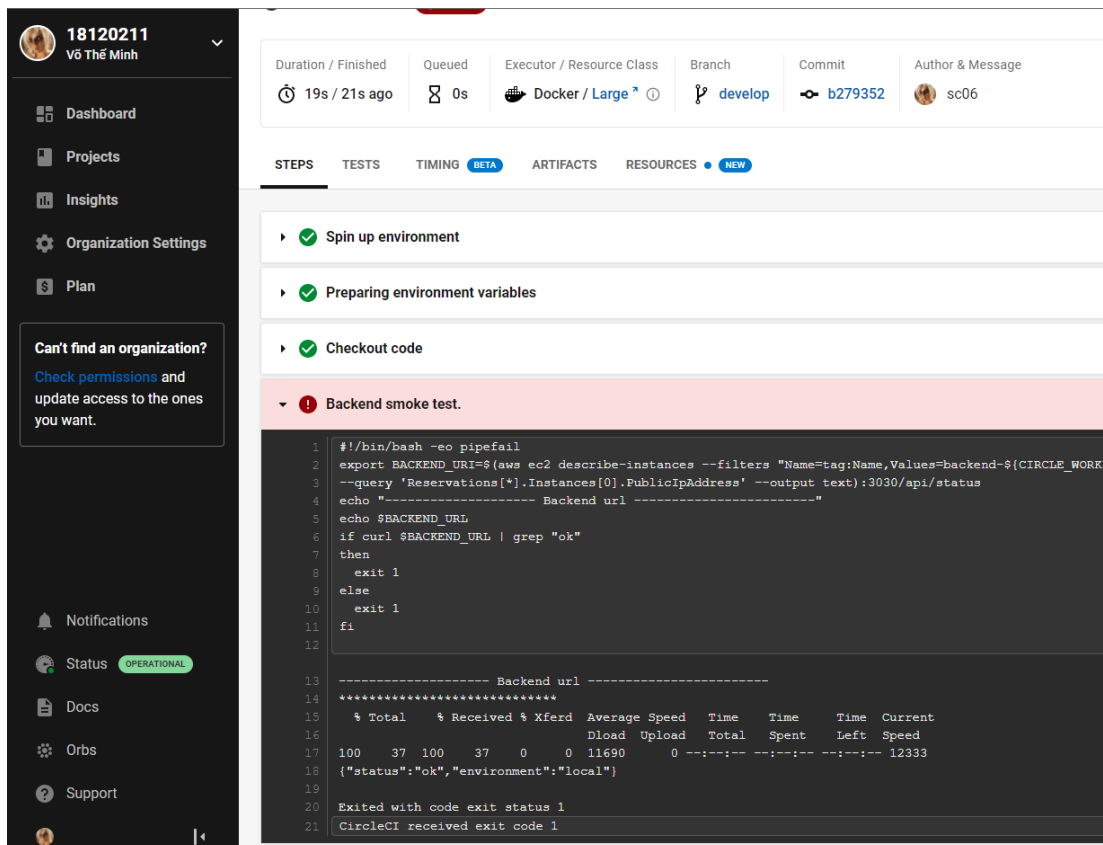 18120211
Võ Thế Minh
Dashboard
Projects
Insights
Organization Settings
Plan
Can't find an organization?
Check permissions and
update access to the ones
you want.
Notifications
Status OPERATIONAL
Docs
Orbs
Support
Duration / Finished Queued Executor / Resource Class Branch Commit Author & Message
19s / 21s ago 0s Docker / Large develop b279352 sc06
STEPS TESTS TIMING BETA ARTIFACTS RESOURCES NEW
Spin up environment
Preparing environment variables
Checkout code
Backend smoke test.
1 #!/bin/bash -eo pipefail
2 export BACKEND_URI=$(aws ec2 describe-instances --filters "Name=tag:Name,Values=backend-${CIRCLE_WORK
3 --query 'Reservations[*].Instances[0].PublicIpAddress' --output text):3030/api/status
4 echo "-------------------- Backend url ------------------------"
5 echo $BACKEND_URL
6 if curl $BACKEND_URL | grep "ok"
7 then
8 exit 1
9 else
10 exit 1
11 fi
12
13 -------------------- Backend url ------------------------
14 *****************************
15 % Total % Received % Xferd Average Speed Time Time Time Current
16 Dload Upload Total Spent Left Speed
17 100 37 100 37 0 0 11690 0 --:--:-- --:--:-- --:--:-- 12333
18 {"status":"ok","environment":"local"}
19
20 Exited with code exit status 1
21 CircleCI received exit code 1